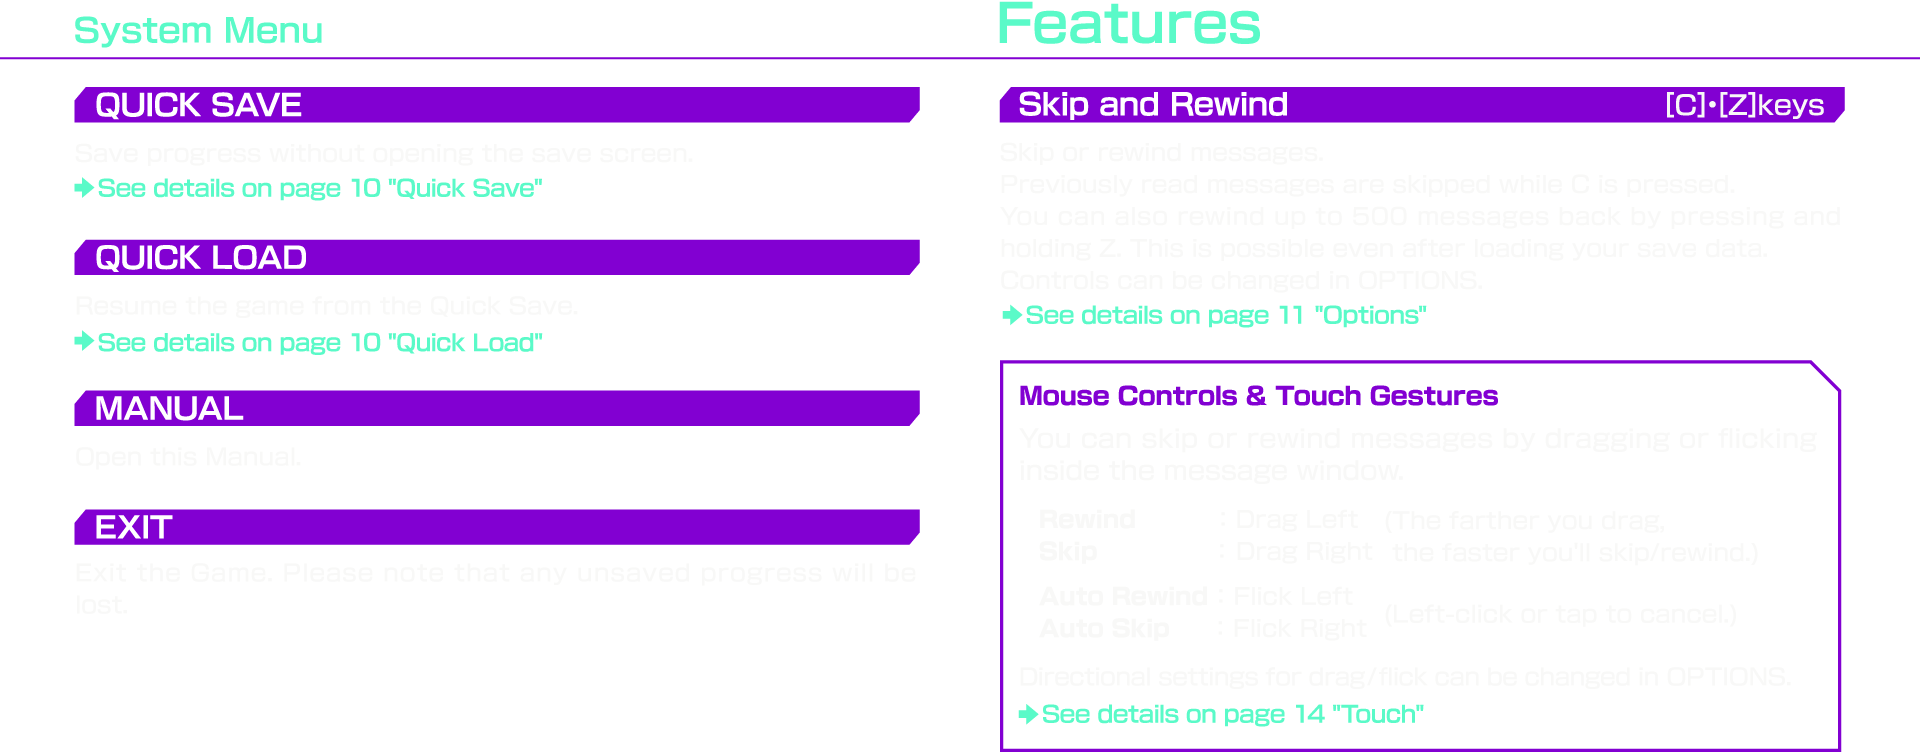 System Menu
QUICK SAVE
Save progress without opening the save screen.
See details on page 10 "Quick Save"
QUICK LOAD
Resume the game from the Quick Save.
See details on page 10 "Quick Load"
MANUAL
Open this Manual.
EXIT
Exit the Game. Please note that any unsaved progress will be
lost.
Features
Skip and Rewind [C]•[Z]keys
Skip or rewind messages.
Previously read messages are skipped while C is pressed.
You can also rewind up to 500 messages back by pressing and
holding Z. This is possible even after loading your save data.
Controls can be changed in OPTIONS.
See details on page 11 "Options"
Mouse Controls & Touch Gestures
You can skip or rewind messages by dragging or flicking
inside the message window.
Rewind : Drag Left (The farther you drag,
Skip : Drag Right the faster you'll skip/rewind.)
Auto Rewind : Flick Left
Auto Skip : Flick Right
(Left-click or tap to cancel.)
Directional settings for drag/flick can be changed in OPTIONS.
See details on page 14 "Touch"